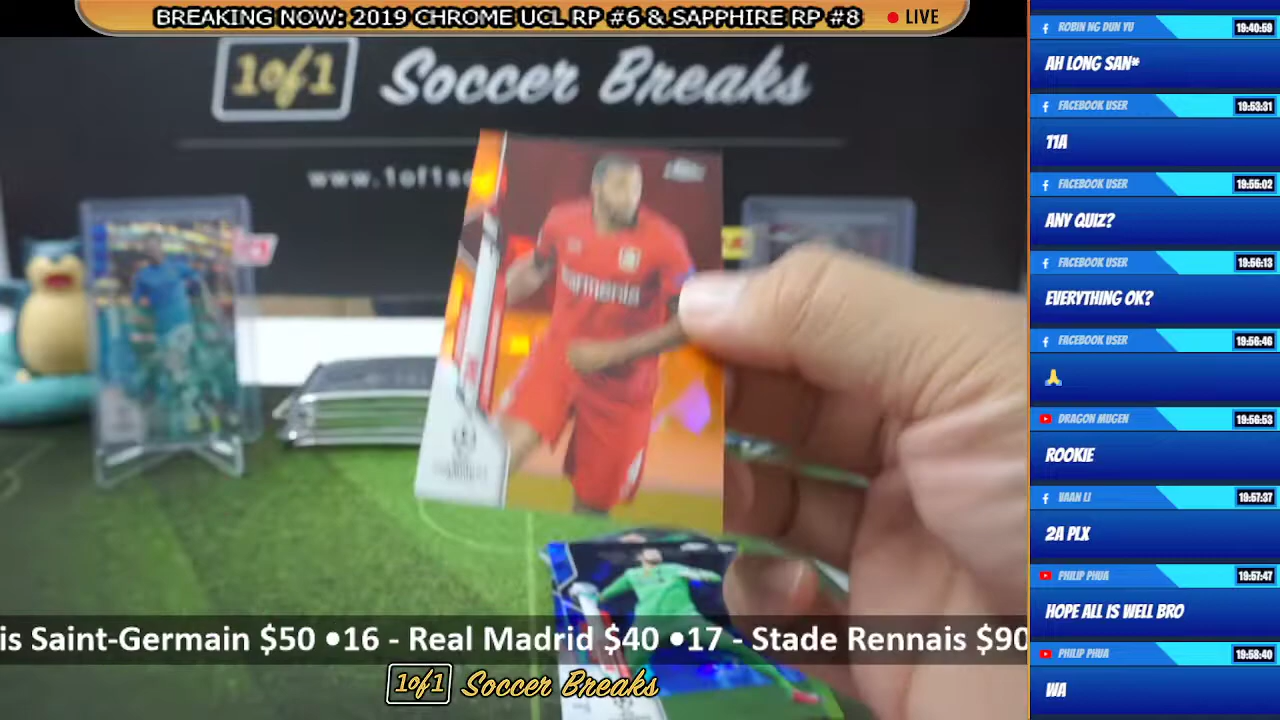 BREAKING NOW: 2019 CHROME UCL RP #6 & SAPPHIRE RP #8
LIVE
1of1 Soccer Breaks
www.1of1s
is Saint-Germain $50 •16 - Real Madrid $40 •17 - Stade Rennais $90
1of1 Soccer Breaks
ROBIN NG DUN YU 19:40:59
AH LONG SAN*
FACEBOOK USER 19:53:31
11A
FACEBOOK USER 19:55:02
ANY QUIZ?
FACEBOOK USER 19:56:13
EVERYTHING OK?
FACEBOOK USER 19:56:46
🙏
DRAGON MUGEN 19:56:53
ROOKIE
VAAN LI 19:57:37
2A PLX
PHILIP PHUA 19:57:47
HOPE ALL IS WELL BRO
PHILIP PHUA 19:58:40
WA